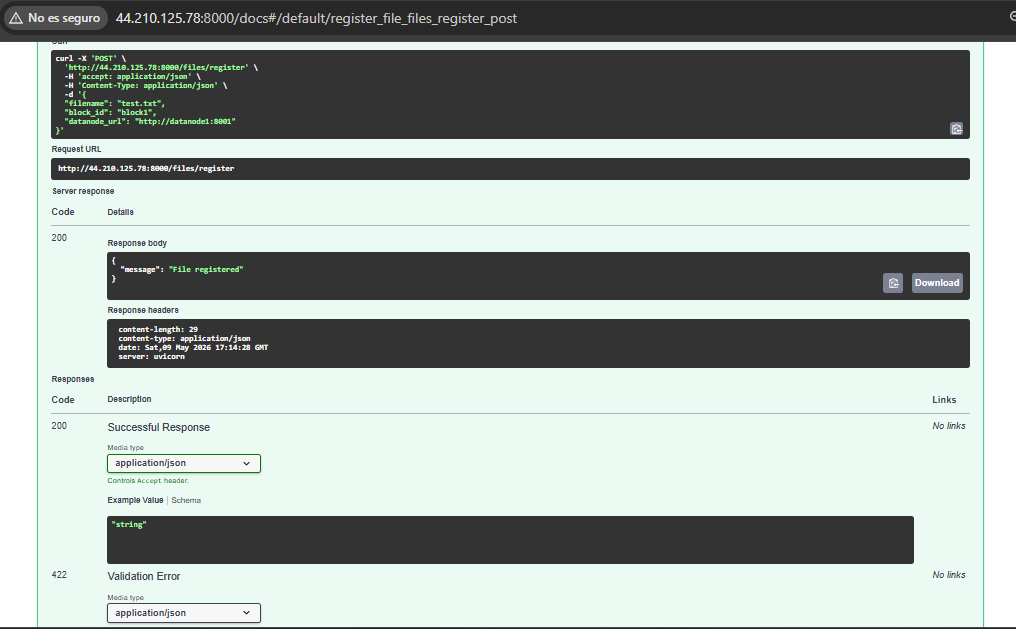 No es seguro
44.210.125.78:8000/docs#/default/register_file_files_register_post
Curl
curl -X 'POST' \
'http://44.210.125.78:8000/files/register' \
-H 'accept: application/json' \
-H 'Content-Type: application/json' \
-d '{
"filename": "test.txt",
"block_id": "block1",
"datanode_url": "http://datanode1:8001"
}'
Request URL
http://44.210.125.78:8000/files/register
Server response
Code Details
200
Response body
{
"message": "File registered"
}
Download
Response headers
content-length: 29
content-type: application/json
date: Sat,09 May 2026 17:14:28 GMT
server: uvicorn
Responses
Code Description Links
200 Successful Response No links
Media type
application/json
Controls Accept header.
Example Value Schema
"string"
422 Validation Error No links
Media type
application/json